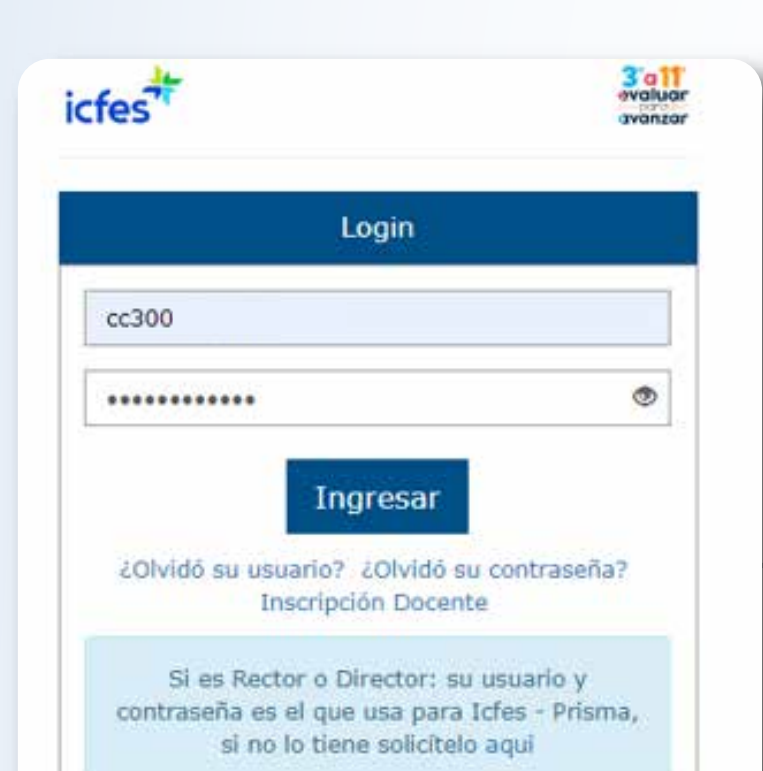 icfes
3° a 11°
evaluar
para
avanzar
Login
cc300
••••••••••••
Ingresar
¿Olvidó su usuario? ¿Olvidó su contraseña?
Inscripción Docente
Si es Rector o Director: su usuario y
contraseña es el que usa para Icfes - Prisma,
si no lo tiene solicítelo aqui